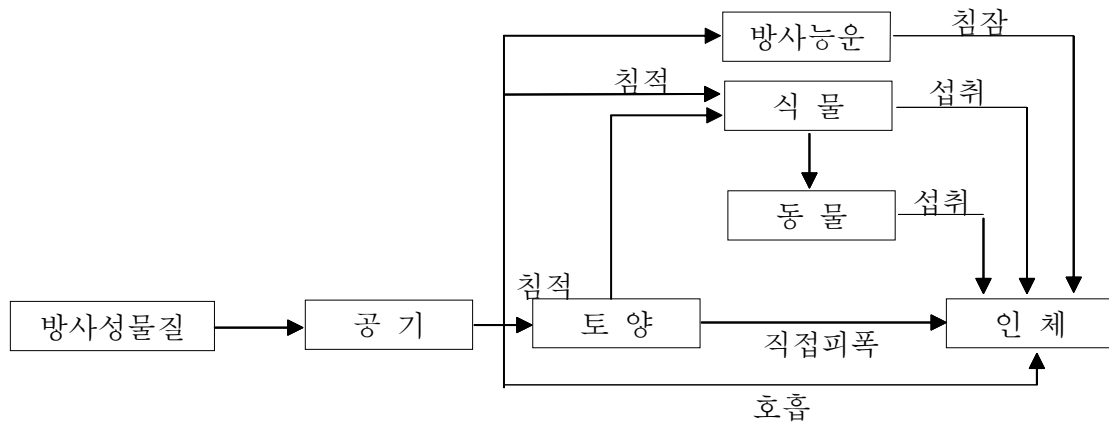 방사능운
침잠
침적
식 물
섭취
동 물
섭취
침적
방사성물질
공 기
토 양
직접피폭
인 체
호흡